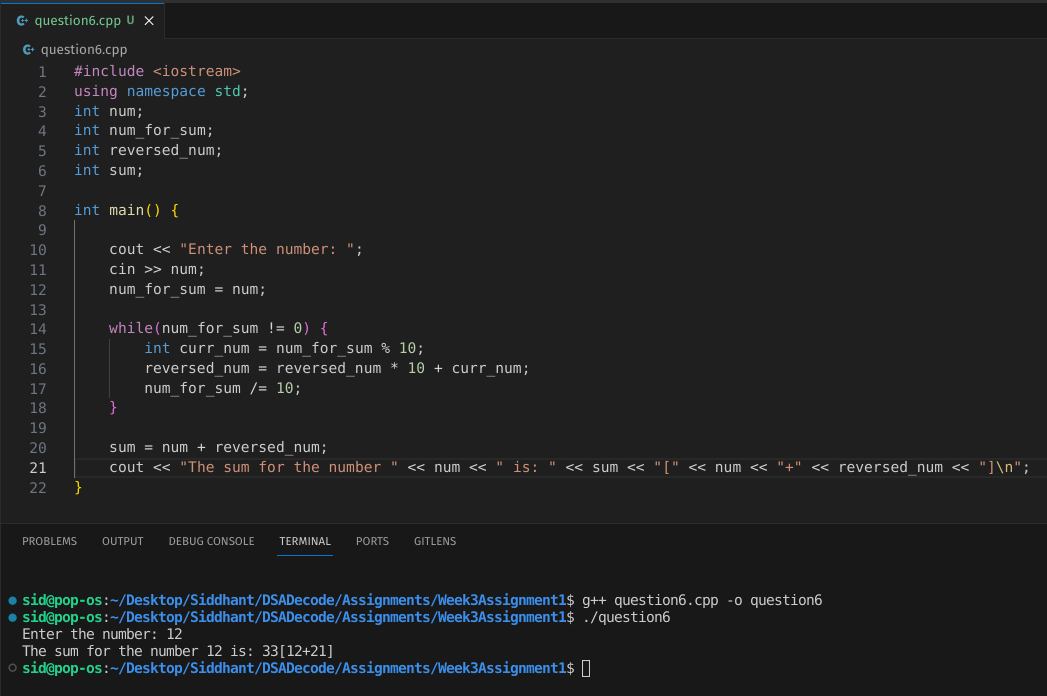 question6.cpp U
question6.cpp
1 #include <iostream>
2 using namespace std;
3 int num;
4 int num_for_sum;
5 int reversed_num;
6 int sum;
7
8 int main() {
9
10     cout << "Enter the number: ";
11     cin >> num;
12     num_for_sum = num;
13
14     while(num_for_sum != 0) {
15         int curr_num = num_for_sum % 10;
16         reversed_num = reversed_num * 10 + curr_num;
17         num_for_sum /= 10;
18     }
19
20     sum = num + reversed_num;
21     cout << "The sum for the number " << num << " is: " << sum << "[" << num << "+" << reversed_num << "]\n";
22 }
PROBLEMS OUTPUT DEBUG CONSOLE TERMINAL PORTS GITLENS
sid@pop-os:~/Desktop/Siddhant/DSADecode/Assignments/Week3Assignment1$ g++ question6.cpp -o question6
sid@pop-os:~/Desktop/Siddhant/DSADecode/Assignments/Week3Assignment1$ ./question6
Enter the number: 12
The sum for the number 12 is: 33[12+21]
sid@pop-os:~/Desktop/Siddhant/DSADecode/Assignments/Week3Assignment1$